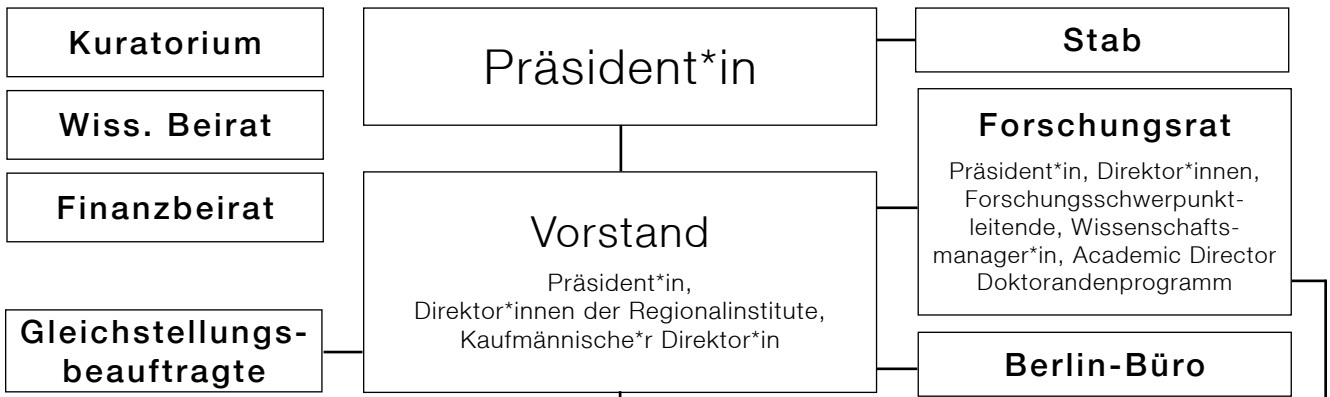 Kuratorium
Wiss. Beirat
Finanzbeirat
Gleichstellungs-
beauftragte
Präsident*in
Vorstand
Präsident*in,
Direktor*innen der Regionalinstitute,
Kaufmännische*r Direktor*in
Stab
Forschungsrat
Präsident*in, Direktor*innen,
Forschungsschwerpunkt-
leitende, Wissenschafts-
manager*in, Academic Director
Doktorandenprogramm
Berlin-Büro